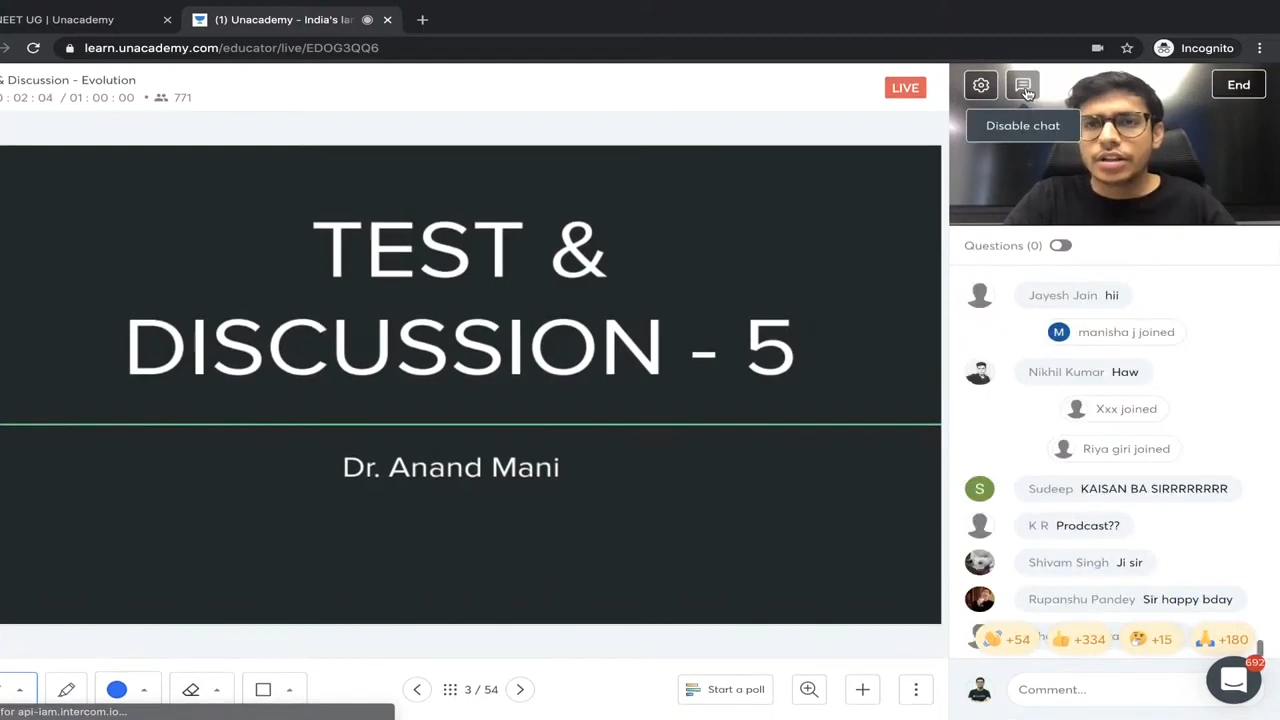 NEET UG | Unacademy
(1) Unacademy - India's lar
learn.unacademy.com/educator/live/EDOG3QQ6
Incognito
& Discussion - Evolution
0 : 02 : 04 / 01 : 00 : 00 • 771
LIVE
End
Disable chat
TEST &
DISCUSSION - 5
Dr. Anand Mani
Questions (0)
Jayesh Jain hii
M manisha j joined
Nikhil Kumar Haw
Xxx joined
Riya giri joined
S Sudeep KAISAN BA SIRRRRRRRR
K R Prodcast??
Shivam Singh Ji sir
Rupanshu Pandey Sir happy bday
+54 +334 +15 +180
3 / 54
Start a poll
Comment...
692
for api-iam.intercom.io...